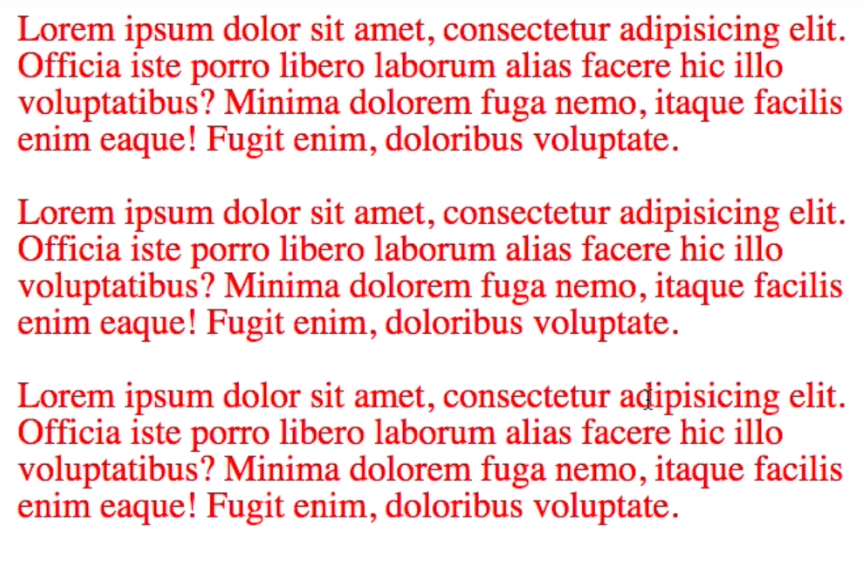 Lorem ipsum dolor sit amet, consectetur adipisicing elit.
Officia iste porro libero laborum alias facere hic illo
voluptatibus? Minima dolorem fuga nemo, itaque facilis
enim eaque! Fugit enim, doloribus voluptate.
Lorem ipsum dolor sit amet, consectetur adipisicing elit.
Officia iste porro libero laborum alias facere hic illo
voluptatibus? Minima dolorem fuga nemo, itaque facilis
enim eaque! Fugit enim, doloribus voluptate.
Lorem ipsum dolor sit amet, consectetur adipisicing elit.
Officia iste porro libero laborum alias facere hic illo
voluptatibus? Minima dolorem fuga nemo, itaque facilis
enim eaque! Fugit enim, doloribus voluptate.